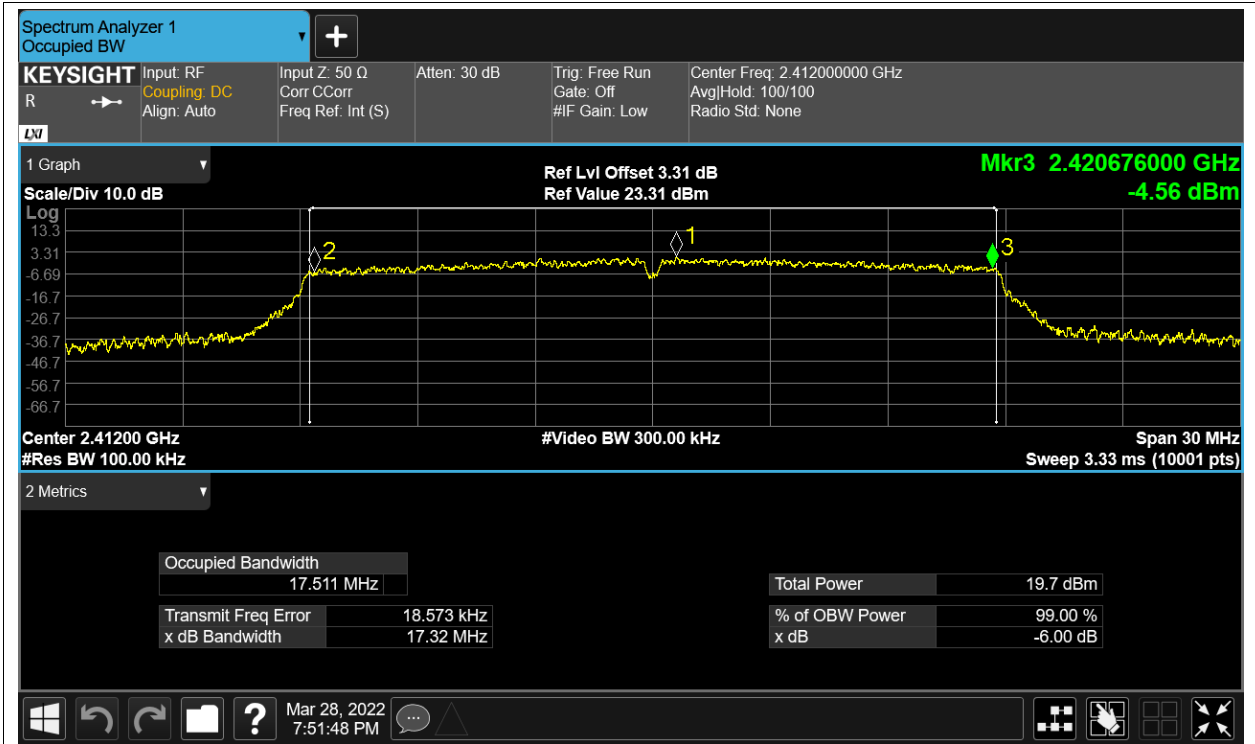 Spectrum Analyzer 1
Occupied BW
KEYSIGHT
R
LXI
Input: RF
Coupling: DC
Align: Auto
Input Z: 50 Ω
Corr CCorr
Freq Ref: Int (S)
Atten: 30 dB
Trig: Free Run
Gate: Off
#IF Gain: Low
Center Freq: 2.412000000 GHz
Avg|Hold: 100/100
Radio Std: None
1 Graph
Ref Lvl Offset 3.31 dB
Mkr3 2.420676000 GHz
Scale/Div 10.0 dB
Ref Value 23.31 dBm
-4.56 dBm
Log
13.3
3.31
-6.69
-16.7
-26.7
-36.7
-46.7
-56.7
-66.7
2
1
3
Center 2.41200 GHz
#Video BW 300.00 kHz
Span 30 MHz
#Res BW 100.00 kHz
Sweep 3.33 ms (10001 pts)
2 Metrics
Occupied Bandwidth
17.511 MHz
Total Power 19.7 dBm
Transmit Freq Error 18.573 kHz
% of OBW Power 99.00 %
x dB Bandwidth 17.32 MHz
x dB -6.00 dB
?
Mar 28, 2022
7:51:48 PM